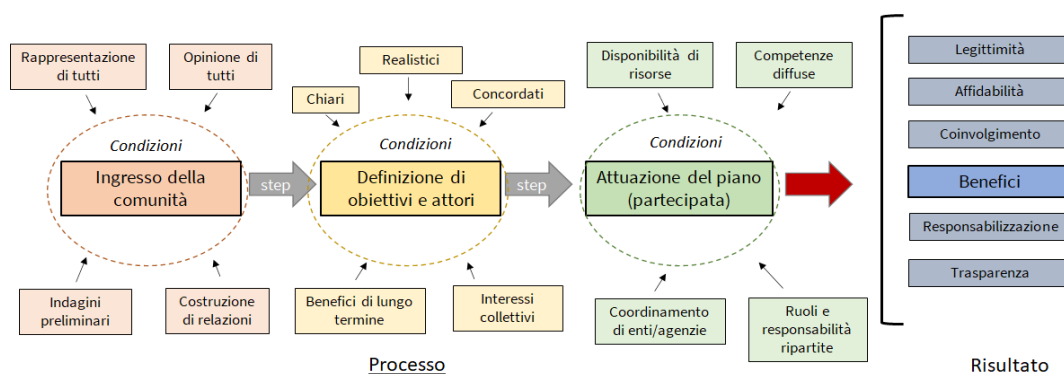 Rappresentazione
di tutti
Opinione di
tutti
Condizioni
Ingresso della
comunità
Indagini
preliminari
Costruzione
di relazioni
step
Chiari
Realistici
Concordati
Condizioni
Definizione di
obiettivi e attori
Benefici di lungo
termine
Interessi
collettivi
step
Disponibilità di
risorse
Competenze
diffuse
Condizioni
Attuazione del piano
(partecipata)
Coordinamento
di enti/agenzie
Ruoli e
responsabilità
ripartite
Legittimità
Affidabilità
Coinvolgimento
Benefici
Responsabilizzazione
Trasparenza
Processo
Risultato